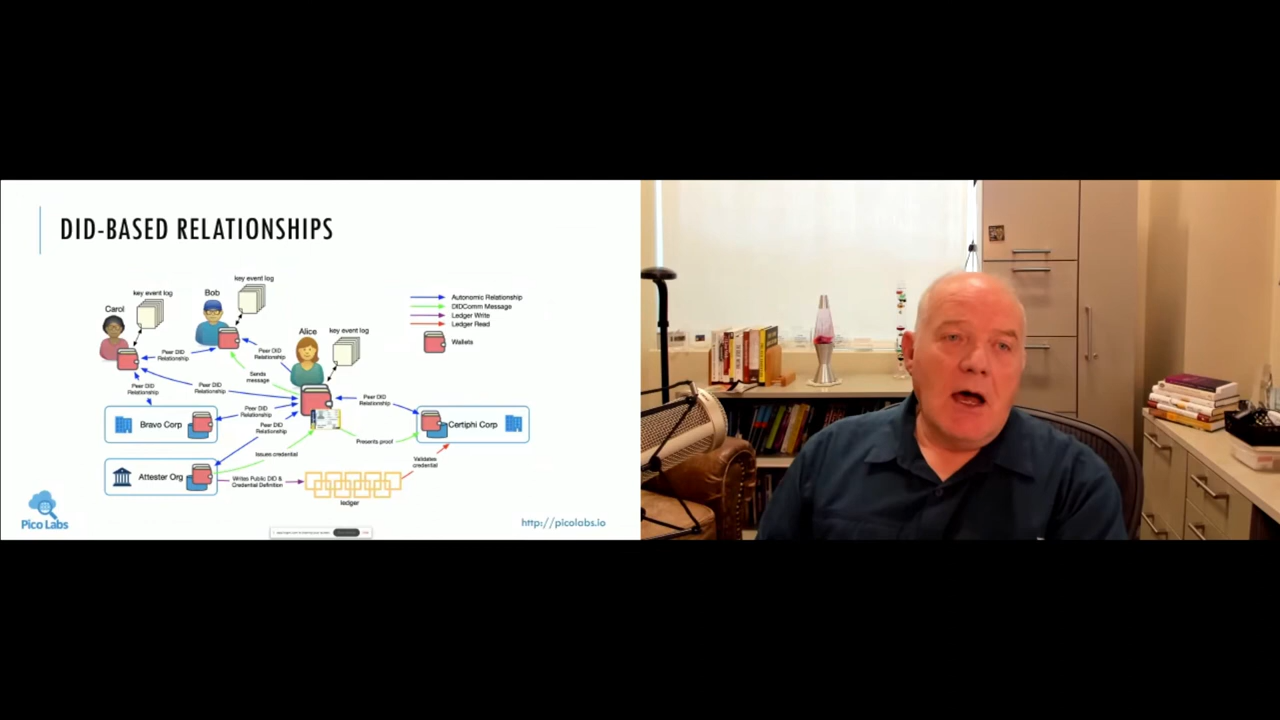 DID-BASED RELATIONSHIPS
key event log
Bob
key event log
Carol
Alice
key event log
Autonomic Relationship
DIDComm Message
Ledger Write
Ledger Read
Wallets
Peer DID
Relationship
Peer DID
Relationship
Sends
message
Peer DID
Relationship
Peer DID
Relationship
Peer DID
Relationship
Peer DID
Relationship
Bravo Corp
Peer DID
Relationship
Certiphi Corp
Presents proof
Issues credential
Validates
credential
Attester Org
Writes Public DID &
Credential Definition
ledger
Pico Labs
http://picolabs.io